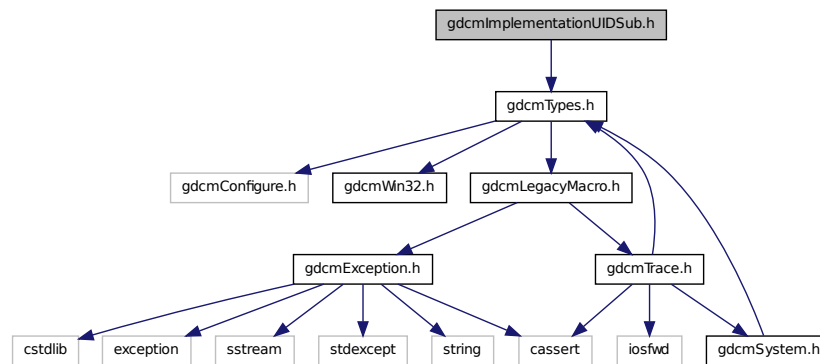 gdcmImplementationUIDSub.h
gdcmTypes.h
gdcmConfigure.h
gdcmWin32.h
gdcmLegacyMacro.h
gdcmException.h
gdcmTrace.h
cstdlib
exception
sstream
stdexcept
string
cassert
iosfwd
gdcmSystem.h